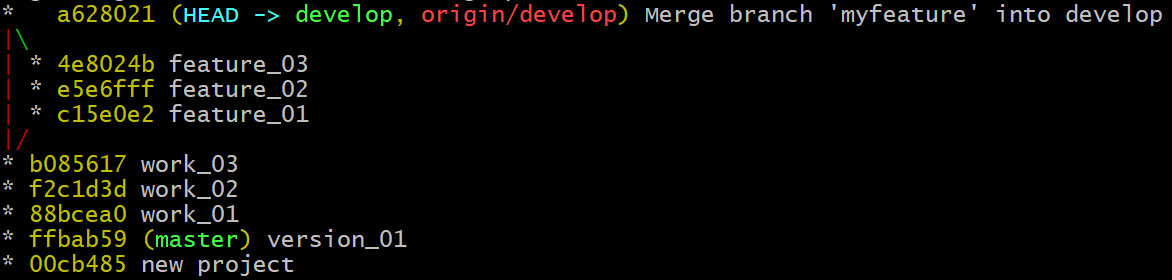 *   a628021 (HEAD -> develop, origin/develop) Merge branch 'myfeature' into develop
|\
| * 4e8024b feature_03
| * e5e6fff feature_02
| * c15e0e2 feature_01
|/
* b085617 work_03
* f2c1d3d work_02
* 88bcea0 work_01
* ffbab59 (master) version_01
* 00cb485 new project